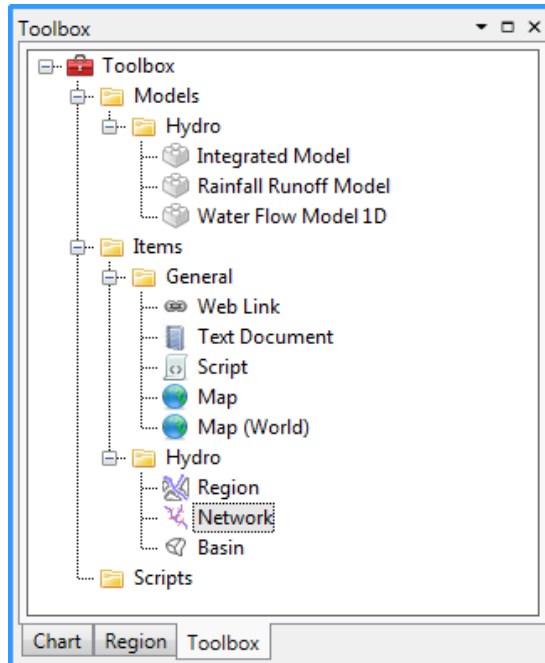 Toolbox
Toolbox
Models
Hydro
Integrated Model
Rainfall Runoff Model
Water Flow Model 1D
Items
General
Web Link
Text Document
Script
Map
Map (World)
Hydro
Region
Network
Basin
Scripts
Chart Region Toolbox